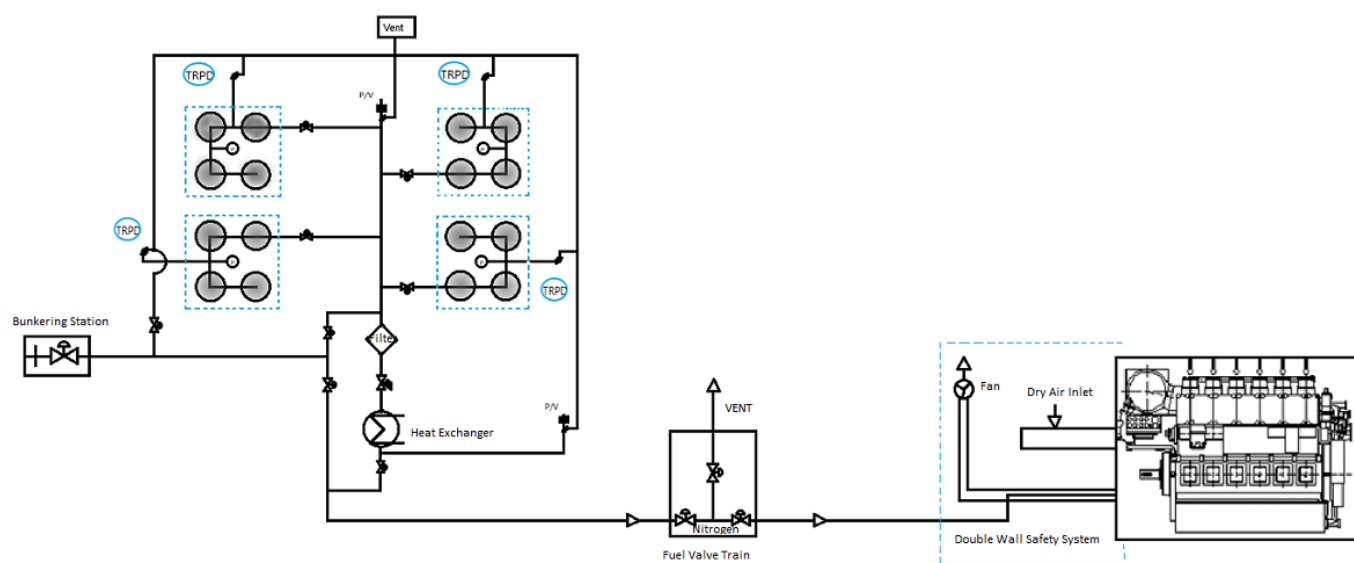 Vent
TRPD
TRPD
P/V
P
P
TRPD
P
P
TRPD
Bunkering Station
Filter
P/V
Heat Exchanger
VENT
Fan
Dry Air Inlet
Nitrogen
Fuel Valve Train
Double Wall Safety System